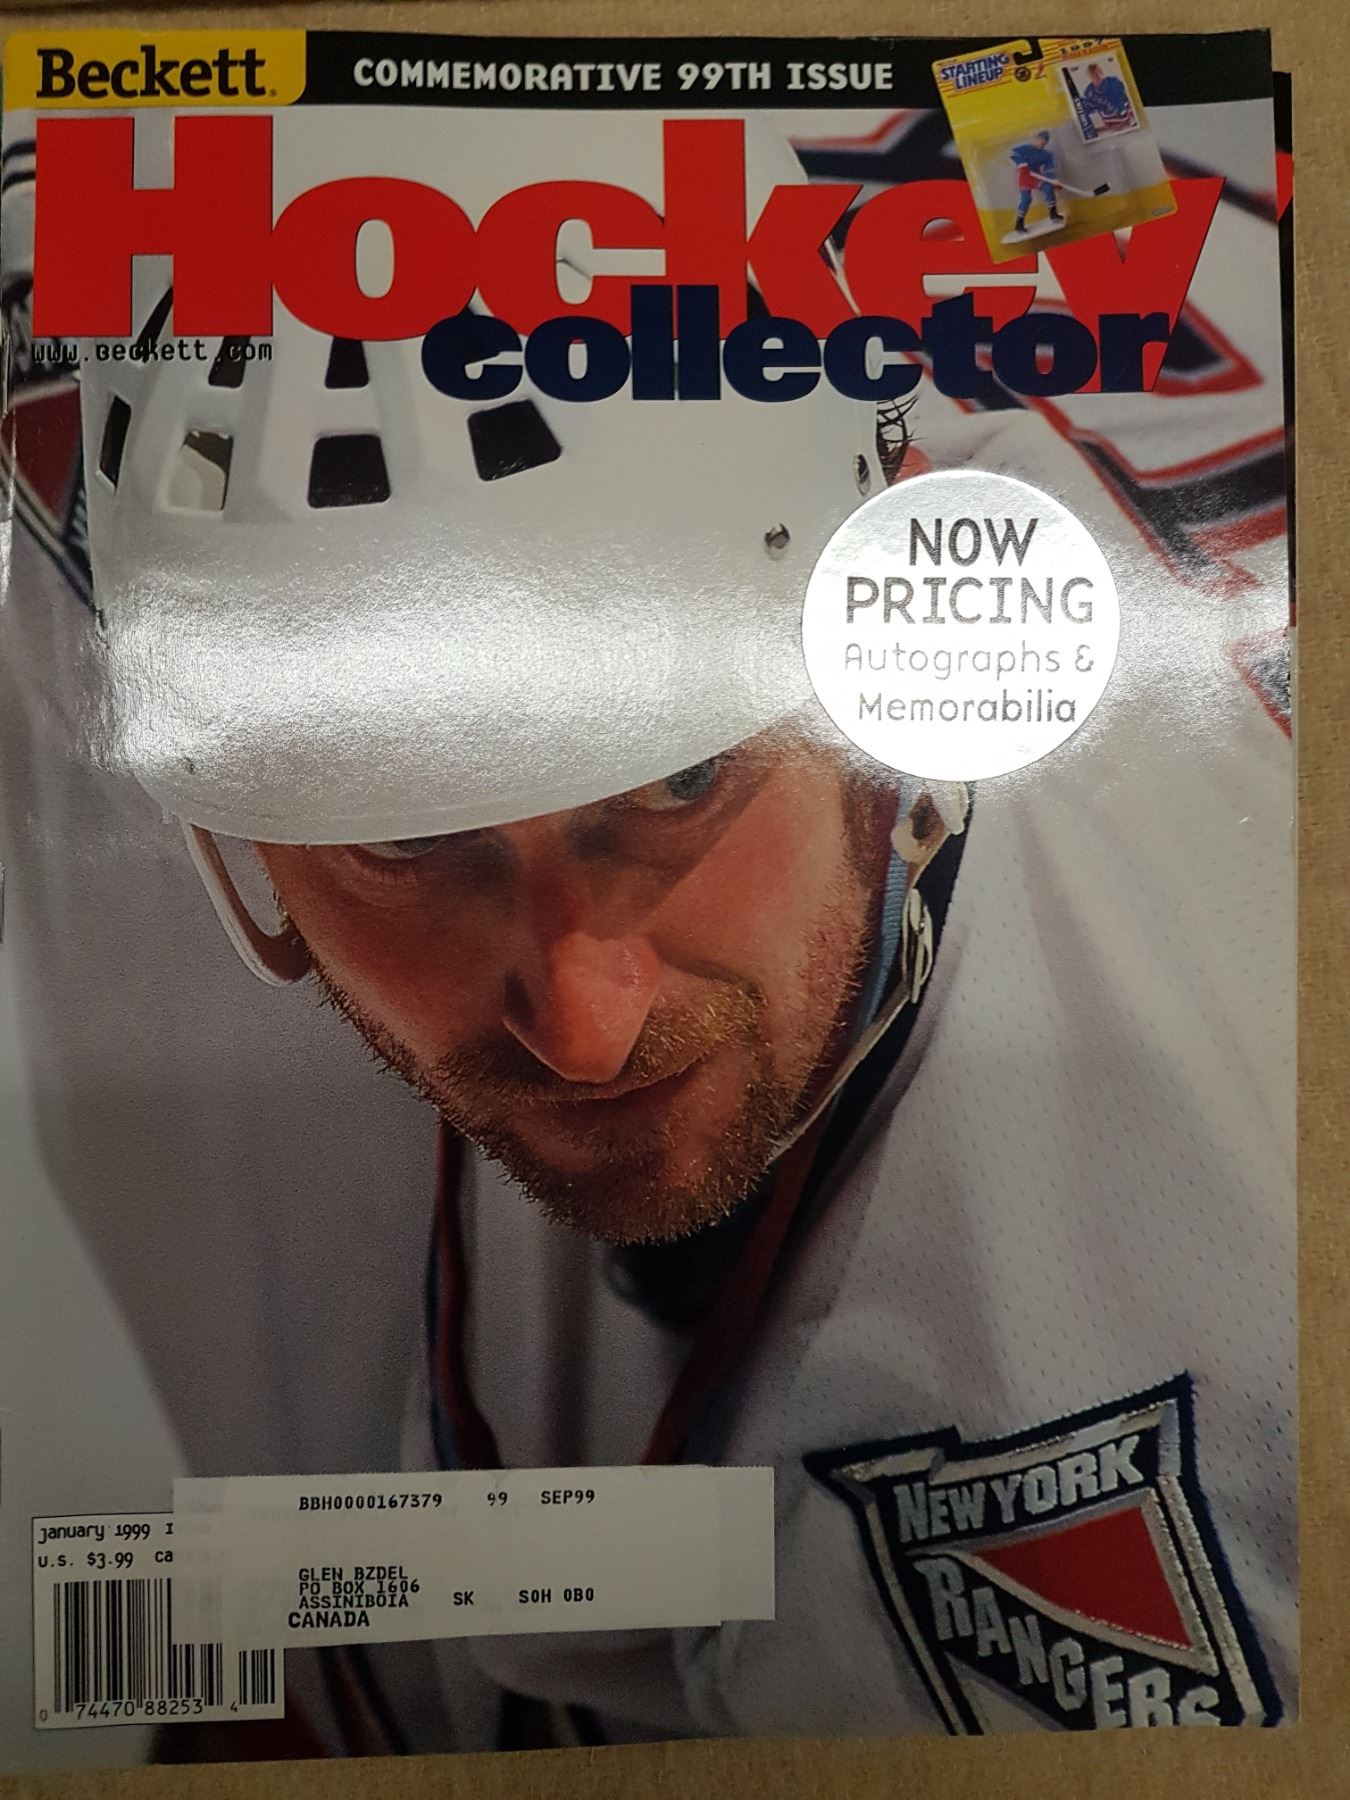 Beckett
COMMEMORATIVE 99TH ISSUE
STARTING
LINEUP
1997
Hockey
collector
www.Beckett.com
NOW
PRICING
Autographs &
Memorabilia
NEW YORK
RANGERS
BBH0000167379 99 SEP99
GLEN BZDEL
PO BOX 1606
ASSINIBOIA SK S0H 0B0
CANADA
January 1999 I
U.S. $3.99 Ca
0 74470 88253 4